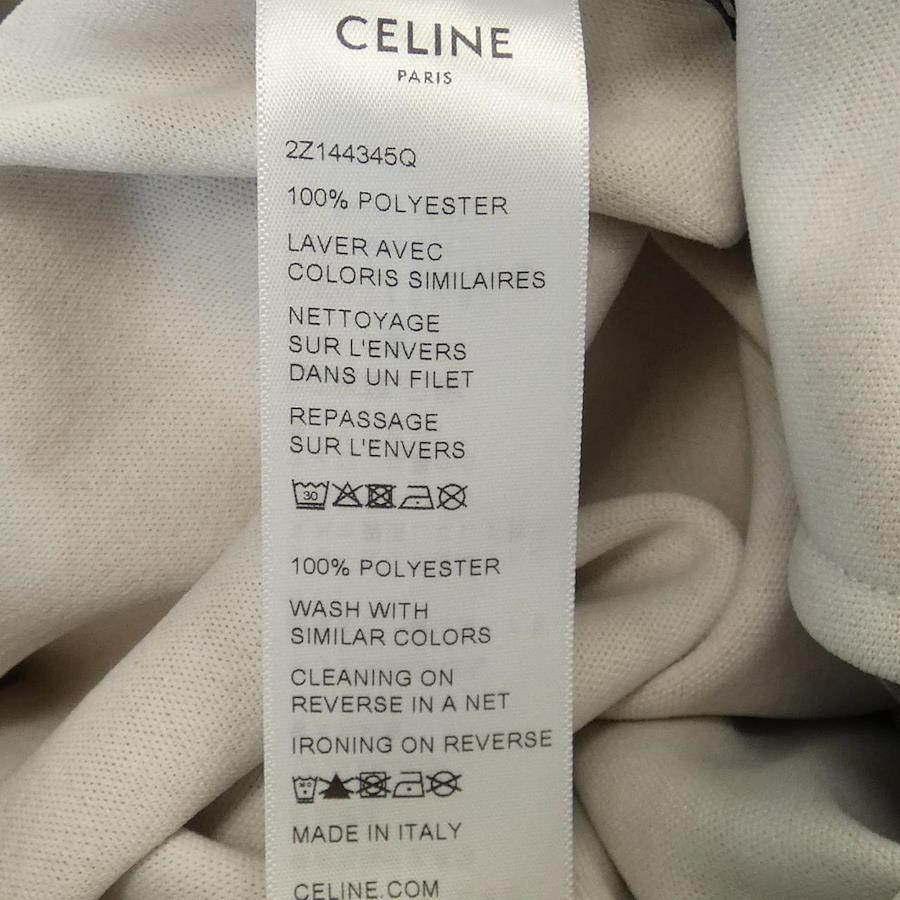 CELINE
PARIS
2Z144345Q
100% POLYESTER
LAVER AVEC
COLORIS SIMILAIRES
NETTOYAGE
SUR L'ENVERS
DANS UN FILET
REPASSAGE
SUR L'ENVERS
30
100% POLYESTER
WASH WITH
SIMILAR COLORS
CLEANING ON
REVERSE IN A NET
IRONING ON REVERSE
MADE IN ITALY
CELINE.COM